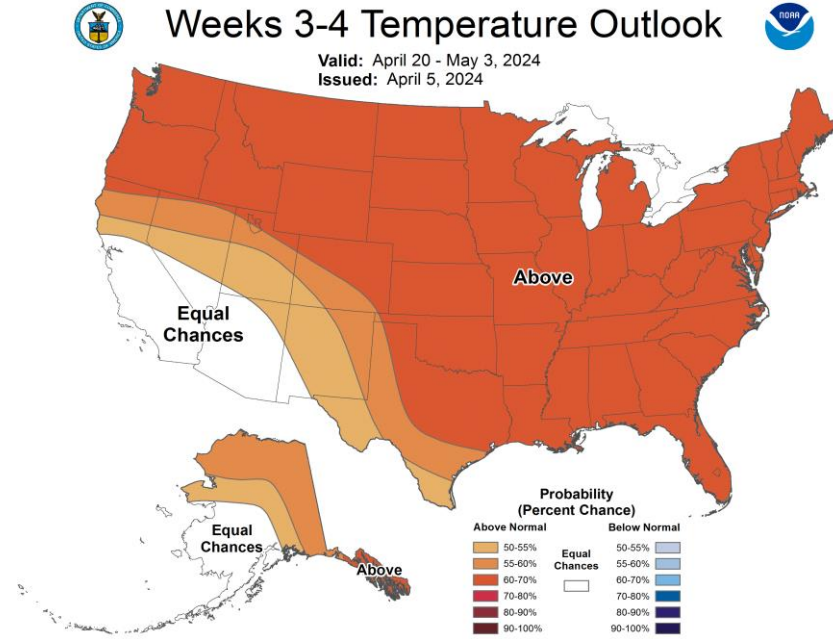 Weeks 3-4 Temperature Outlook
NOAA
Valid: April 20 - May 3, 2024
Issued: April 5, 2024
Above
Equal
Chances
Equal
Chances
Above
Probability
(Percent Chance)
Above Normal
Below Normal
50-55%
55-60%
60-70%
70-80%
80-90%
90-100%
Equal
Chances
50-55%
55-60%
60-70%
70-80%
80-90%
90-100%